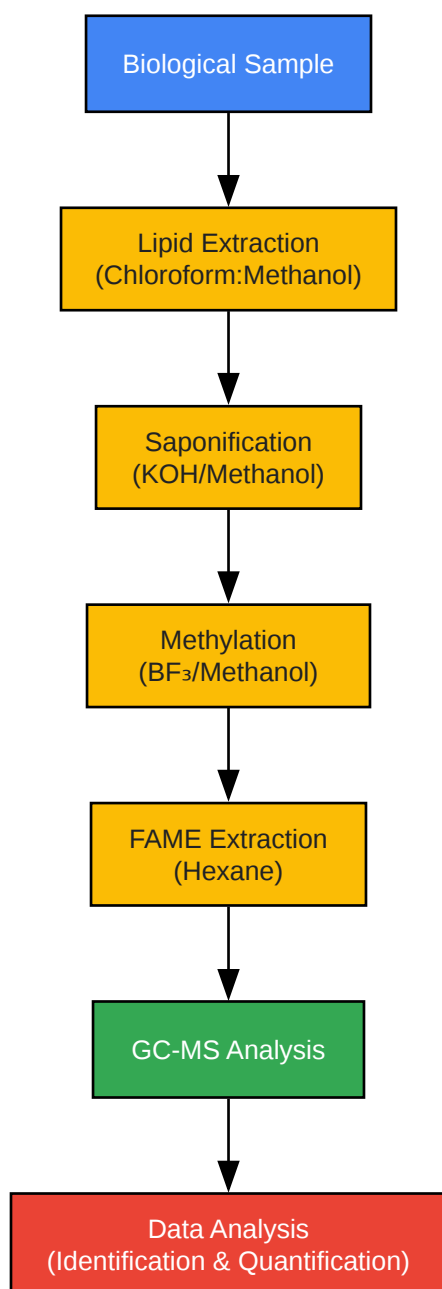 Biological Sample
Lipid Extraction
(Chloroform:Methanol)
Saponification
(KOH/Methanol)
Methylation
(BF₃/Methanol)
FAME Extraction
(Hexane)
GC-MS Analysis
Data Analysis
(Identification & Quantification)